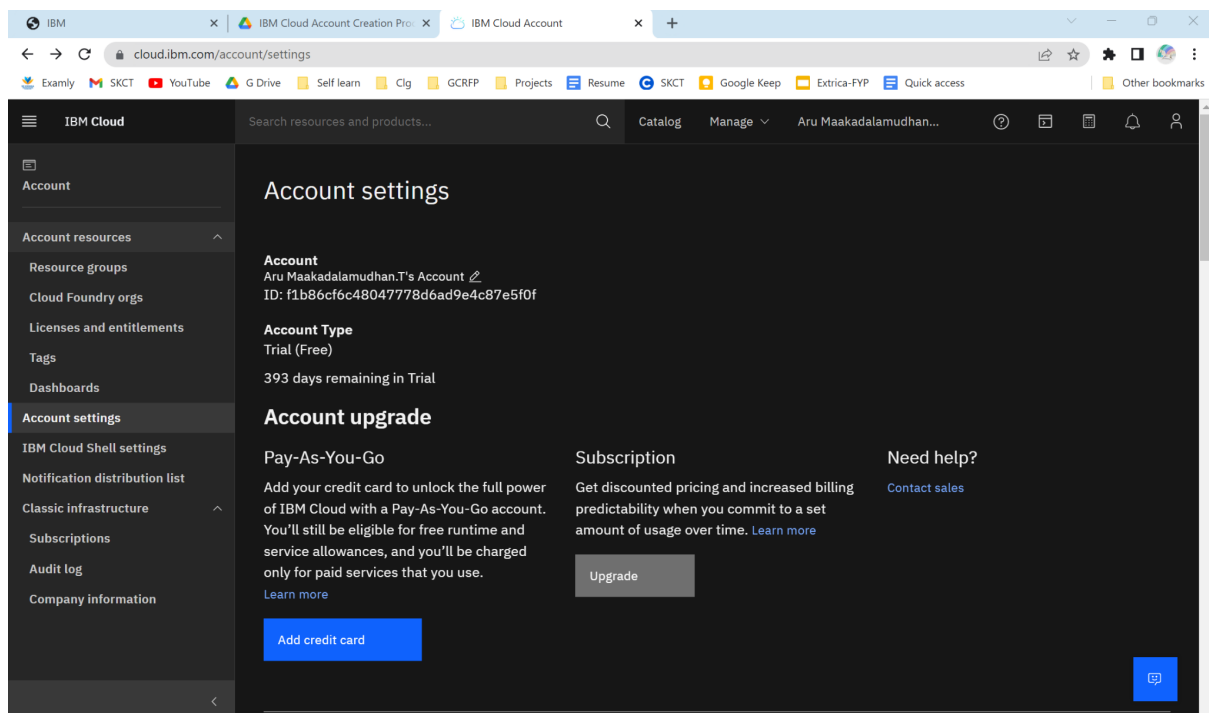 IBM
IBM Cloud Account Creation Proc
IBM Cloud Account
cloud.ibm.com/account/settings
Examly
SKCT
YouTube
G Drive
Self learn
Clg
GCRFP
Projects
Resume
SKCT
Google Keep
Extrica-FYP
Quick access
Other bookmarks
IBM Cloud
Search resources and products...
Catalog
Manage
Aru Maakadalamudhan...
Account
Account resources
Resource groups
Cloud Foundry orgs
Licenses and entitlements
Tags
Dashboards
Account settings
IBM Cloud Shell settings
Notification distribution list
Classic infrastructure
Subscriptions
Audit log
Company information
Account settings
Account
Aru Maakadalamudhan.T's Account
ID: f1b86cf6c48047778d6ad9e4c87e5f0f
Account Type
Trial (Free)
393 days remaining in Trial
Account upgrade
Pay-As-You-Go
Add your credit card to unlock the full power
of IBM Cloud with a Pay-As-You-Go account.
You'll still be eligible for free runtime and
service allowances, and you'll be charged
only for paid services that you use.
Learn more
Add credit card
Subscription
Get discounted pricing and increased billing
predictability when you commit to a set
amount of usage over time. Learn more
Upgrade
Need help?
Contact sales